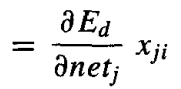 = ∂E_d / ∂net_j x_ji